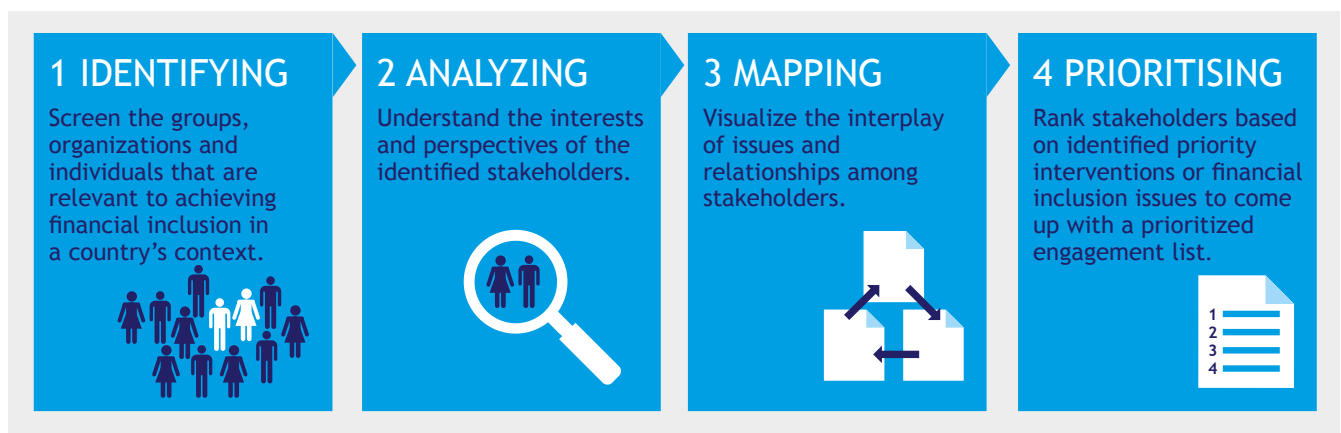 1 IDENTIFYING
Screen the groups,
organizations and
individuals that are
relevant to achieving
financial inclusion in
a country's context.
2 ANALYZING
Understand the interests
and perspectives of the
identified stakeholders.
3 MAPPING
Visualize the interplay
of issues and
relationships among
stakeholders.
4 PRIORITISING
Rank stakeholders based
on identified priority
interventions or financial
inclusion issues to come
up with a prioritized
engagement list.
1
2
3
4